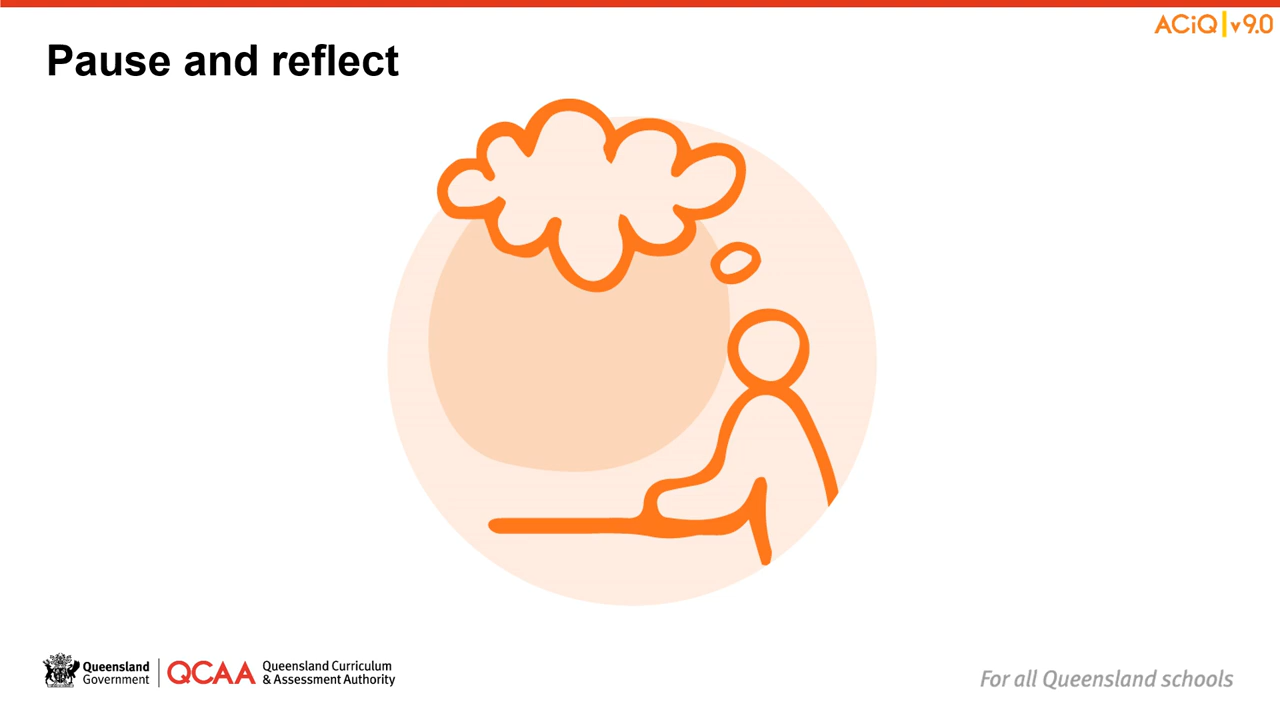 ACiQ v9.0
Pause and reflect
Queensland
Government
QCAA
Queensland Curriculum
& Assessment Authority
For all Queensland schools